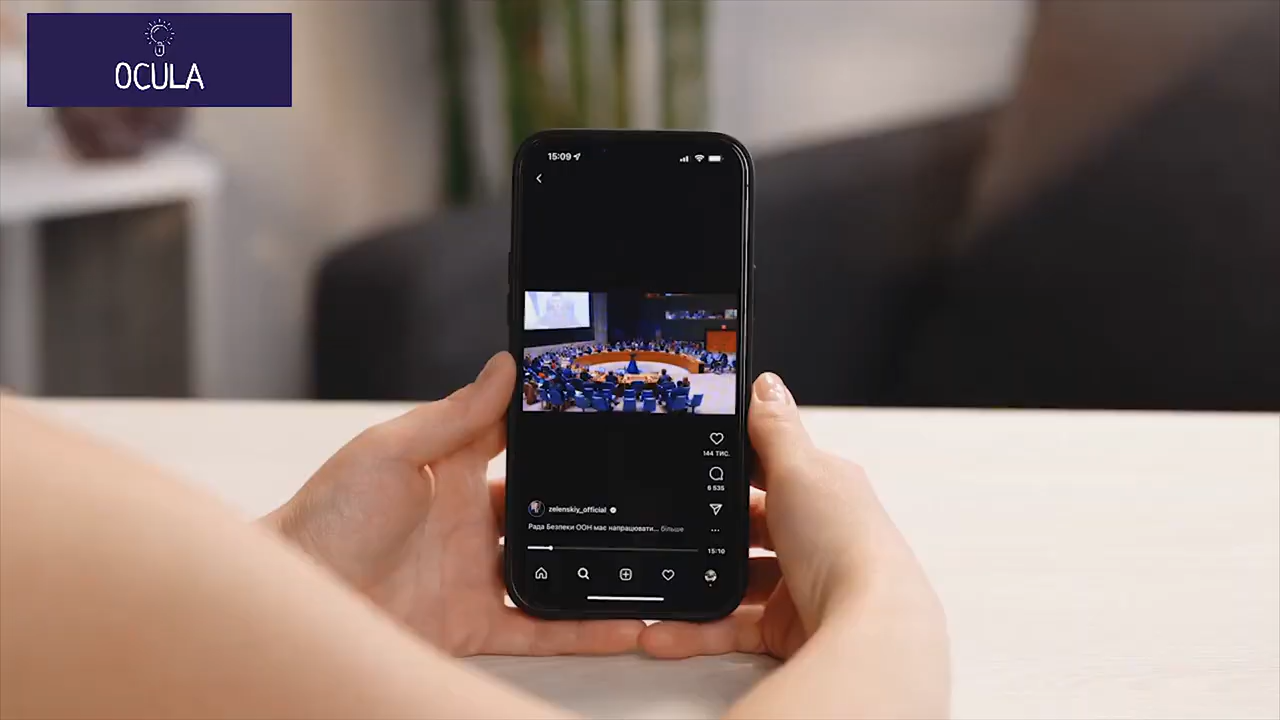 OCULA
15:09
144 тис.
6 535
zelenskiy_official
Рада Безпеки ООН має напрацювати... більше
15:10